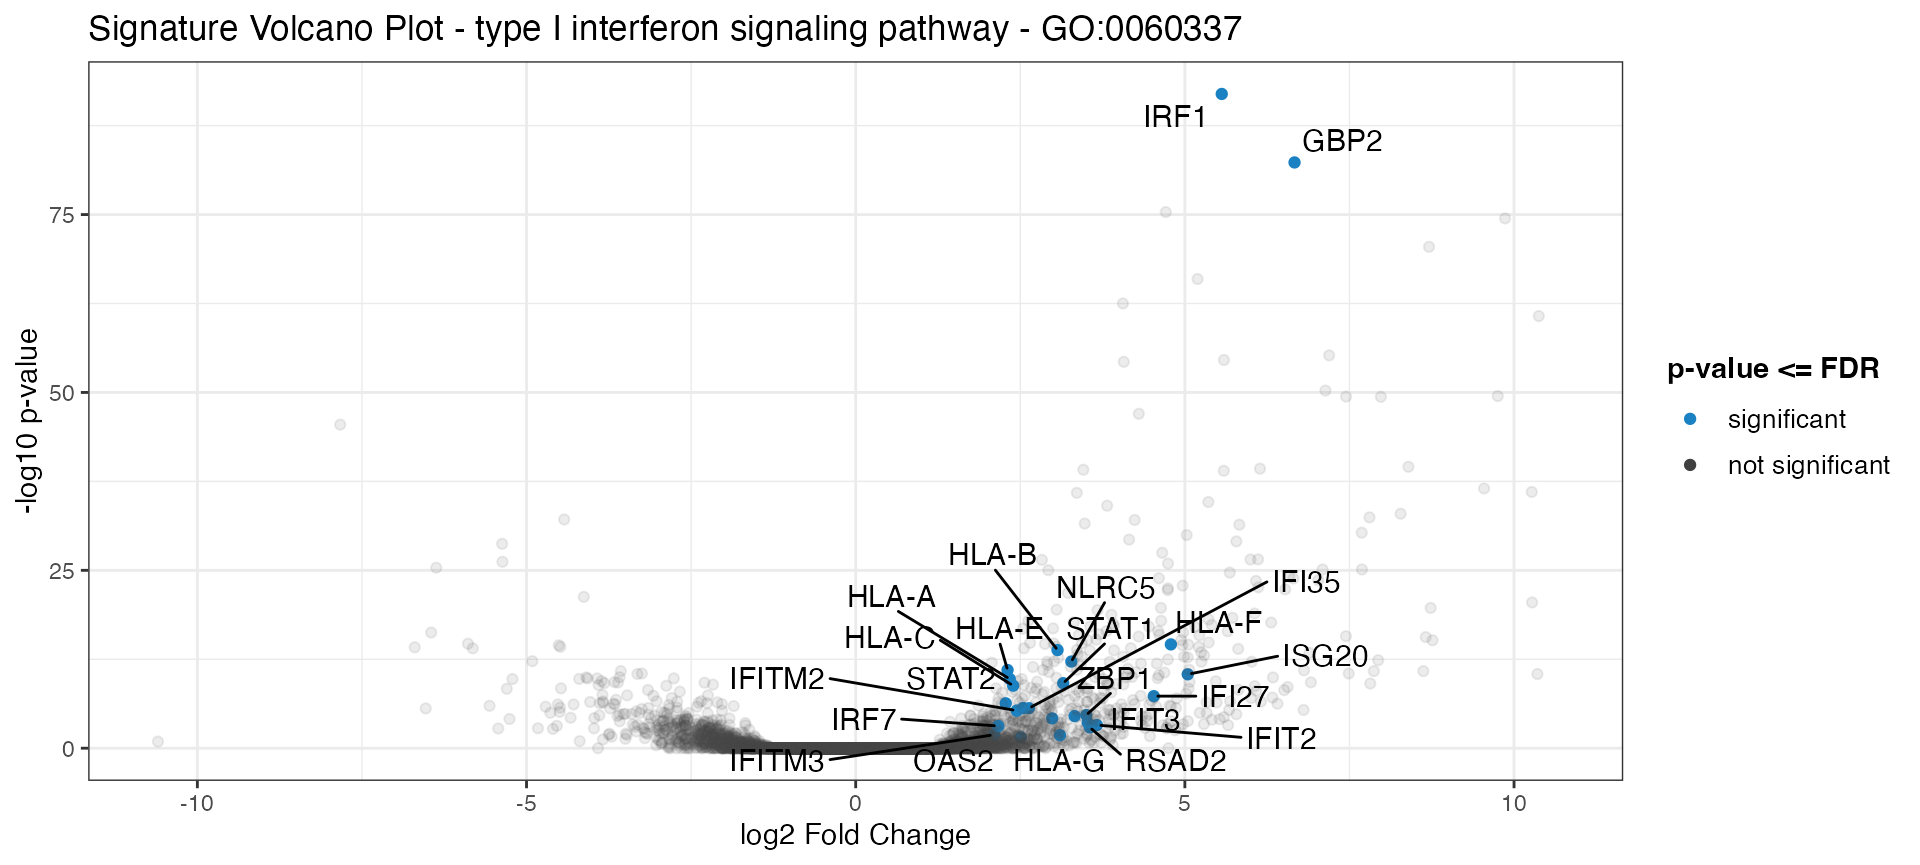 Signature Volcano Plot - type I interferon signaling pathway - GO:0060337
-log10 p-value
75
50
25
0
IRF1
GBP2
HLA-B
NLRC5
IFI35
HLA-A
HLA-C
HLA-E
STAT1
HLA-F
ISG20
IFITM2
STAT2
ZBP1
IFI27
IRF7
IFIT3
IFIT2
IFITM3
OAS2
HLA-G
RSAD2
-10
-5
0
5
10
log2 Fold Change
p-value <= FDR
significant
not significant